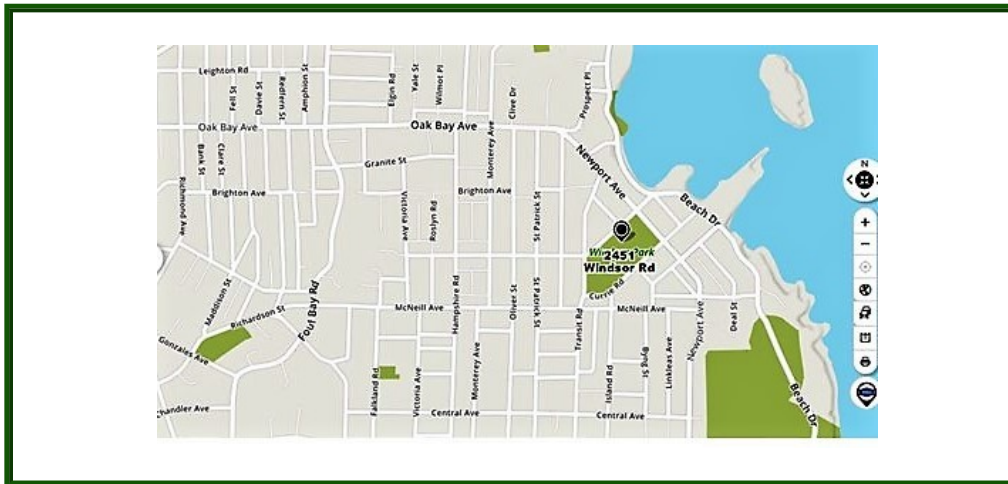 Leighton Rd
Fell St
Davie St
Redfern St
Amphion St
Elgin Rd
Yale St
Wilmot Pl
Clive Dr
Prospect Pl
Oak Bay Ave
Oak Bay Ave
Bank St
Clare St
Granite St
Monterey Ave
Newport Ave
N
Richmond Ave
Brighton Ave
Victoria Ave
Roslyn Rd
Brighton Ave
St Patrick St
Beach Dr
2451
Windsor Rd
Maddison St
Foul Bay Rd
Hampshire Rd
Oliver St
St Patrick St
Currie Rd
McNeill Ave
McNeill Ave
Richardson St
Gonzales Ave
Transit Rd
Newport Ave
Deal St
Monterey Ave
Byng St
Linkleas Ave
Falkland Rd
Victoria Ave
Island Rd
Beach Dr
Central Ave
Central Ave